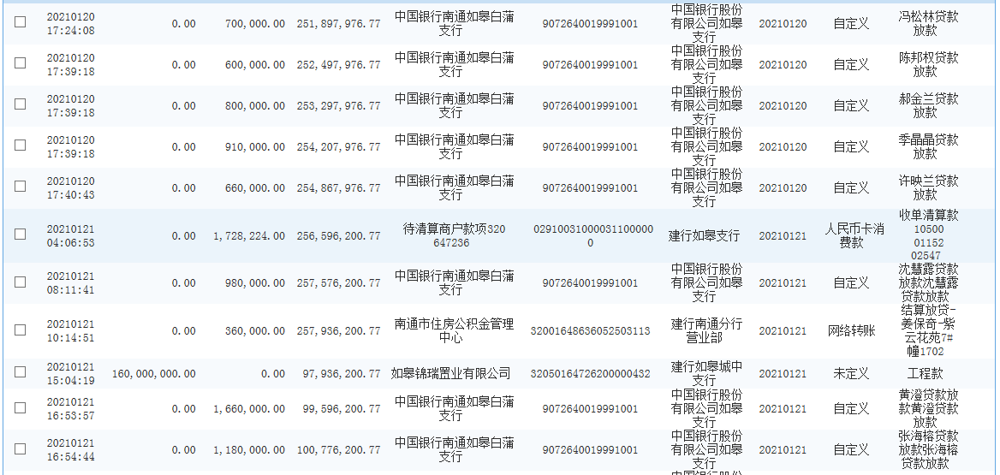 20210120
17:24:08
0.00
700,000.00
251,897,976.77
中国银行南通如皋白蒲
支行
9072640019991001
中国银行股份
有限公司如皋
支行
20210120
自定义
冯松林贷款
放款
20210120
17:39:18
0.00
600,000.00
252,497,976.77
中国银行南通如皋白蒲
支行
9072640019991001
中国银行股份
有限公司如皋
支行
20210120
自定义
陈邦权贷款
放款
20210120
17:39:18
0.00
800,000.00
253,297,976.77
中国银行南通如皋白蒲
支行
9072640019991001
中国银行股份
有限公司如皋
支行
20210120
自定义
郝金兰贷款
放款
20210120
17:39:18
0.00
910,000.00
254,207,976.77
中国银行南通如皋白蒲
支行
9072640019991001
中国银行股份
有限公司如皋
支行
20210120
自定义
季晶晶贷款
放款
20210120
17:40:43
0.00
660,000.00
254,867,976.77
中国银行南通如皋白蒲
支行
9072640019991001
中国银行股份
有限公司如皋
支行
20210120
自定义
许映兰贷款
放款
20210121
04:06:53
0.00
1,728,224.00
256,596,200.77
待清算商户款项320
647236
02910031000031100000
0
建行如皋支行
20210121
人民币卡消
费款
收单清算款
10500
01152
02547
20210121
08:11:41
0.00
980,000.00
257,576,200.77
中国银行南通如皋白蒲
支行
9072640019991001
中国银行股份
有限公司如皋
支行
20210121
自定义
沈慧露贷款
放款沈慧露
贷款放款
20210121
10:14:51
0.00
360,000.00
257,936,200.77
南通市住房公积金管理
中心
32001648636052503113
建行南通分行
营业部
20210121
网络转账
结算放贷-
姜保奇-紫
云花苑7#
幢1702
20210121
15:04:19
160,000,000.00
0.00
97,936,200.77
如皋锦瑞置业有限公司
32050164726200000432
建行如皋城中
支行
20210121
未定义
工程款
20210121
16:53:57
0.00
1,660,000.00
99,596,200.77
中国银行南通如皋白蒲
支行
9072640019991001
中国银行股份
有限公司如皋
支行
20210121
自定义
黄澄贷款放
款黄澄贷款
放款
20210121
16:54:44
0.00
1,180,000.00
100,776,200.77
中国银行南通如皋白蒲
支行
9072640019991001
中国银行股份
有限公司如皋
支行
20210121
自定义
张海榕贷款
放款张海榕
贷款放款